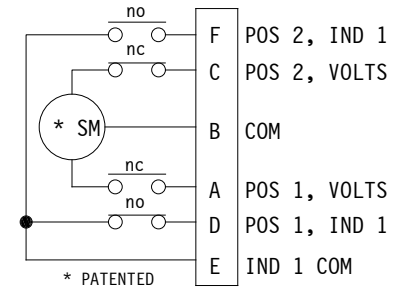 no
F POS 2, IND 1
nc
C POS 2, VOLTS
* SM B COM
nc
A POS 1, VOLTS
no
D POS 1, IND 1
E IND 1 COM
* PATENTED